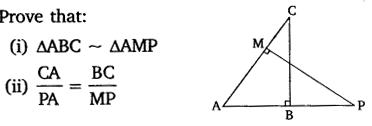 Prove that:
(i) ΔABC ~ ΔAMP
(ii) CA/PA = BC/MP
C
M
A
B
P